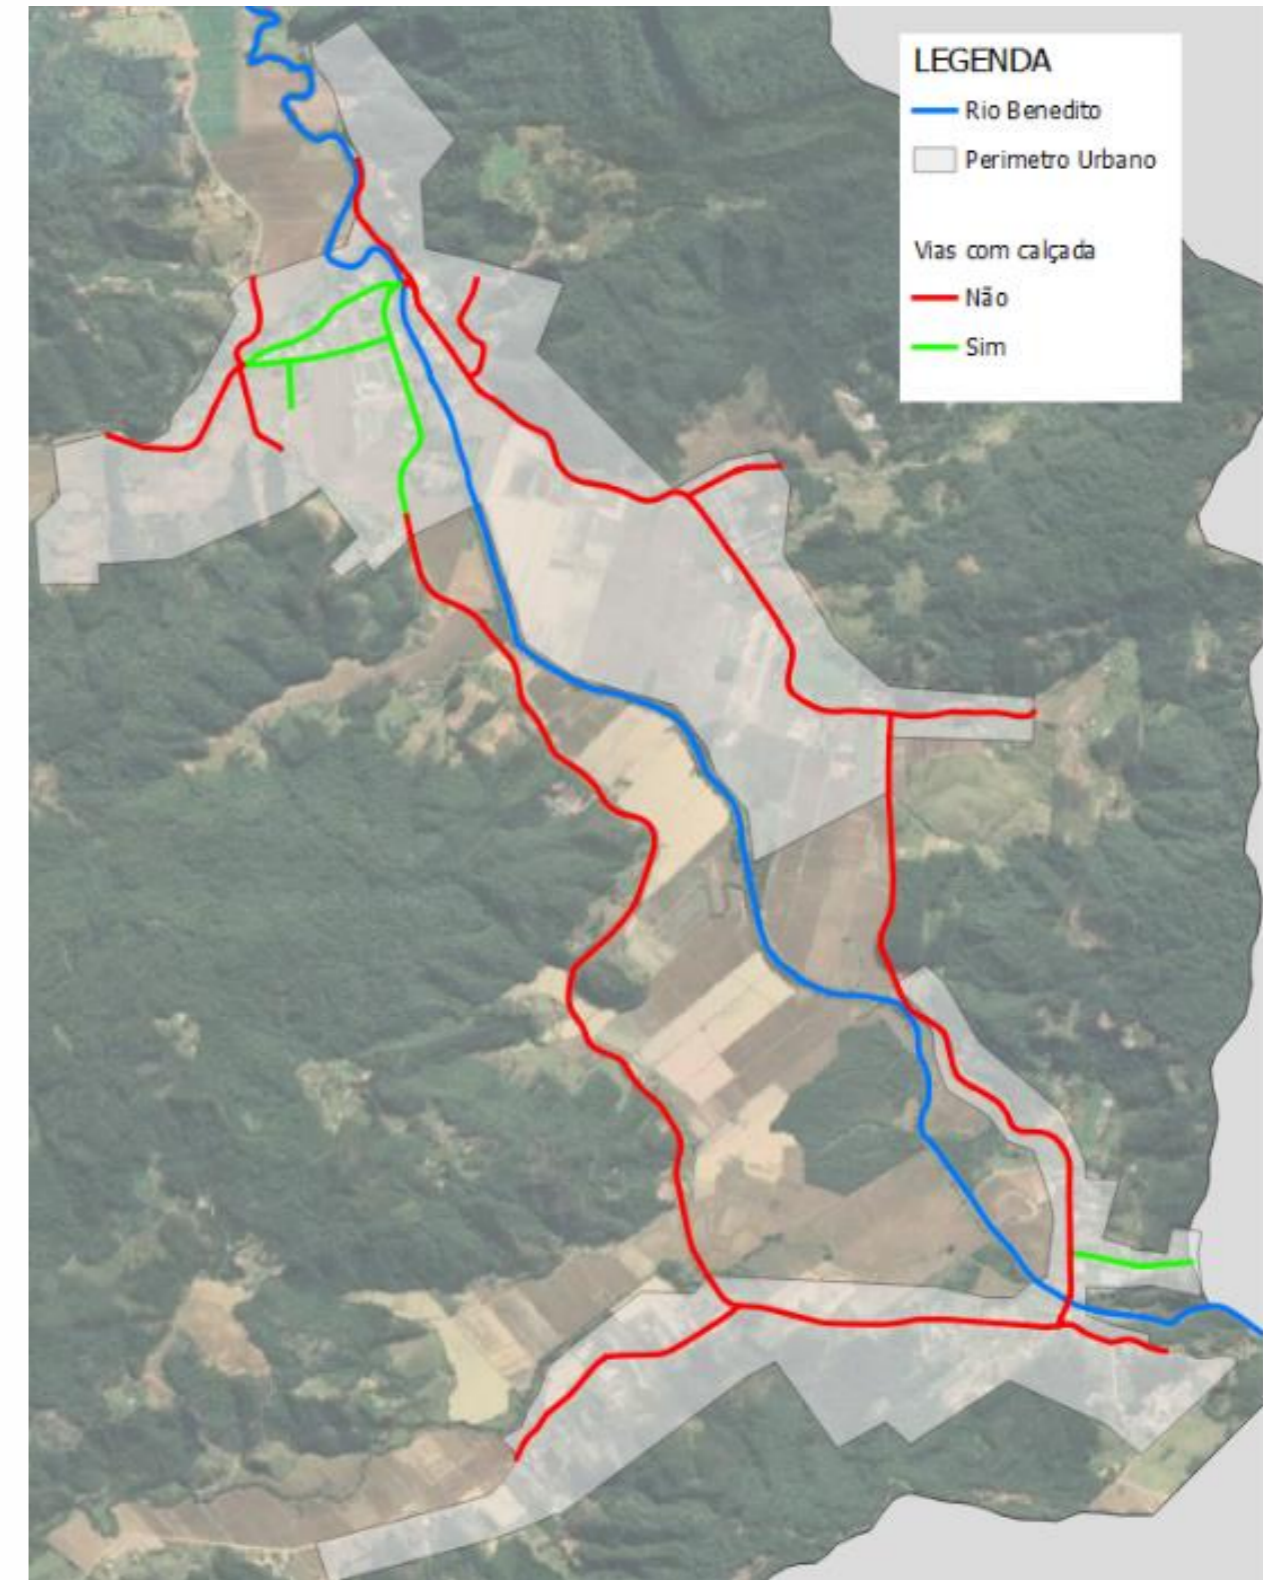 LEGENDA
Rio Benedito
Perimetro Urbano
Vias com calçada
Não
Sim